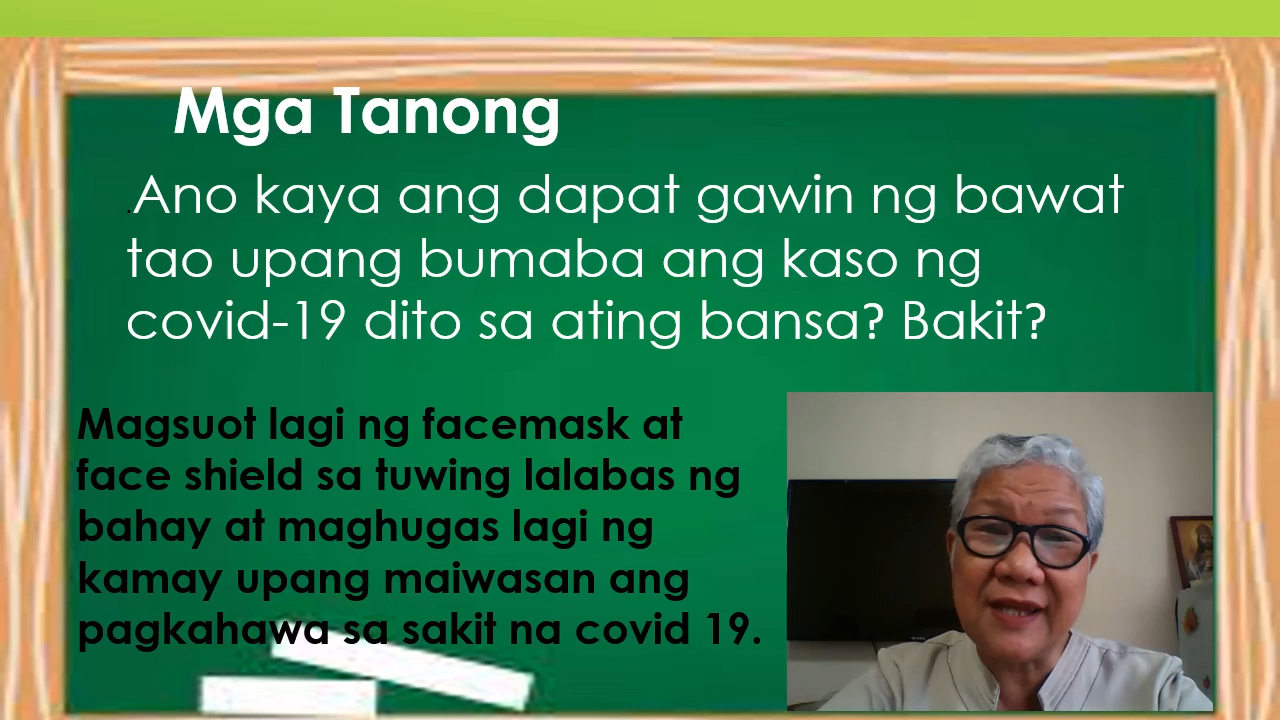 Mga Tanong
.Ano kaya ang dapat gawin ng bawat
tao upang bumaba ang kaso ng
covid-19 dito sa ating bansa? Bakit?
Magsuot lagi ng facemask at
face shield sa tuwing lalabas ng
bahay at maghugas lagi ng
kamay upang maiwasan ang
pagkahawa sa sakit na covid 19.